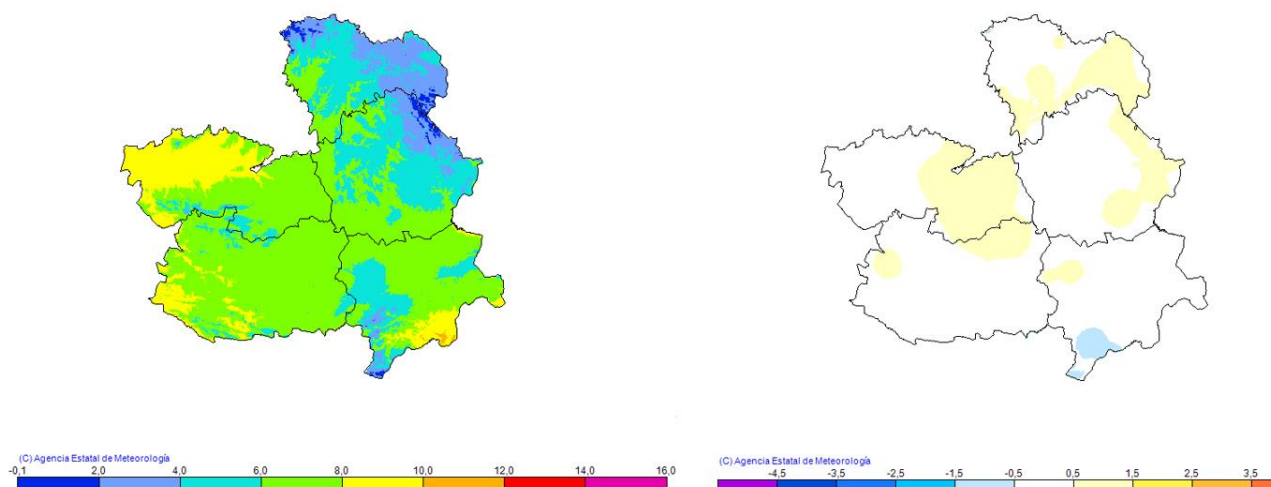 (C) Agencia Estatal de Meteorología
-0,1 2,0 4,0 6,0 8,0 10,0 12,0 14,0 16,0
(C) Agencia Estatal de Meteorología
-4,5 -3,5 -2,5 -1,5 -0,5 0,5 1,5 2,5 3,5